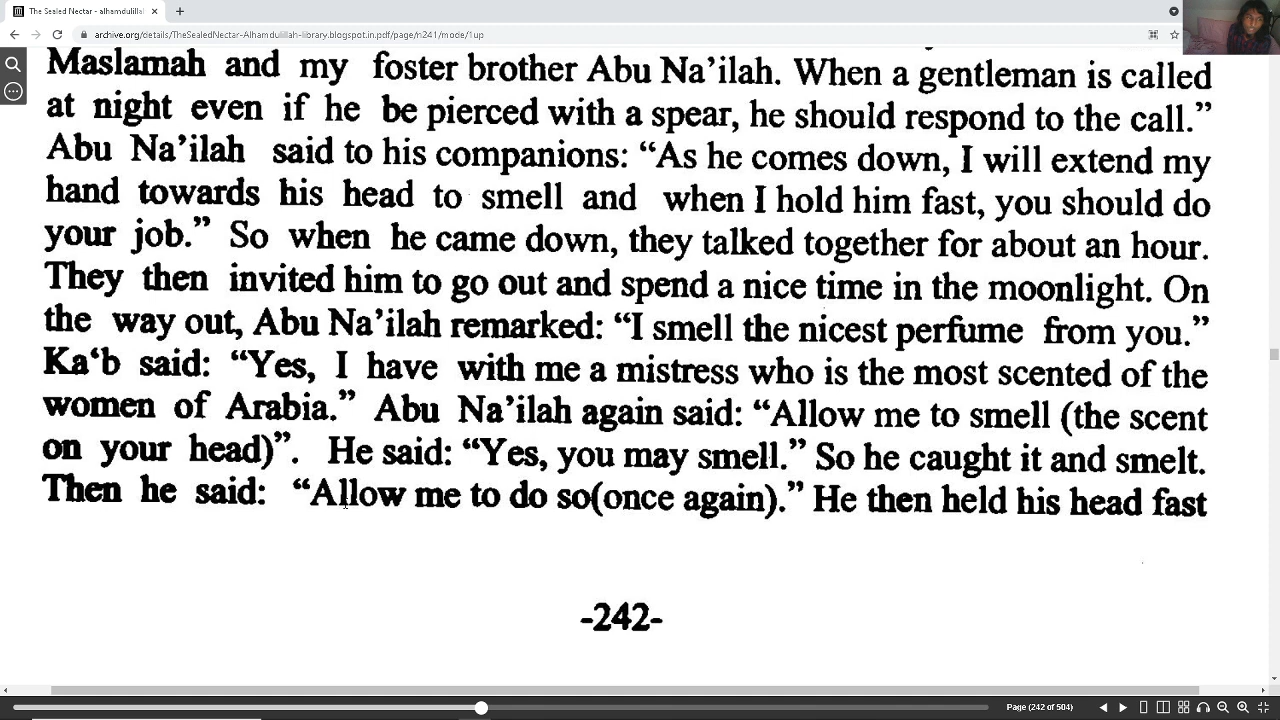 The Sealed Nectar - alhamdulillah
archive.org/details/TheSealedNectar-Alhamdulillah-library.blogspot.in.pdf/page/n241/mode/1up
Maslamah and my foster brother Abu Na’ilah. When a gentleman is called
at night even if he be pierced with a spear, he should respond to the call.”
Abu Na’ilah said to his companions: “As he comes down, I will extend my
hand towards his head to smell and when I hold him fast, you should do
your job.” So when he came down, they talked together for about an hour.
They then invited him to go out and spend a nice time in the moonlight. On
the way out, Abu Na’ilah remarked: “I smell the nicest perfume from you.”
Ka‘b said: “Yes, I have with me a mistress who is the most scented of the
women of Arabia.” Abu Na’ilah again said: “Allow me to smell (the scent
on your head)”. He said: “Yes, you may smell.” So he caught it and smelt.
Then he said: “Allow me to do so(once again).” He then held his head fast
-242-
Page (242 of 504)